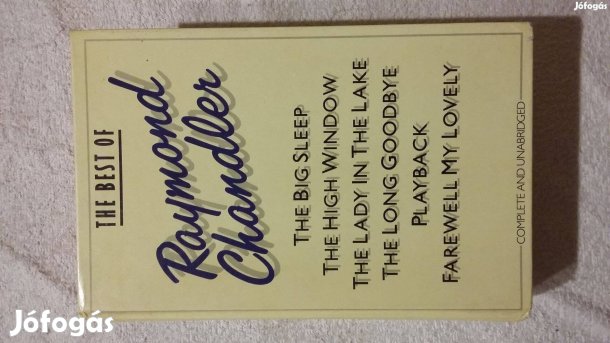 Jófogás
THE BEST OF
Raymond
Chandler
THE BIG SLEEP
THE HIGH WINDOW
THE LADY IN THE LAKE
THE LONG GOODBYE
PLAYBACK
FAREWELL MY LOVELY
COMPLETE AND UNABRIDGED
Jófogás